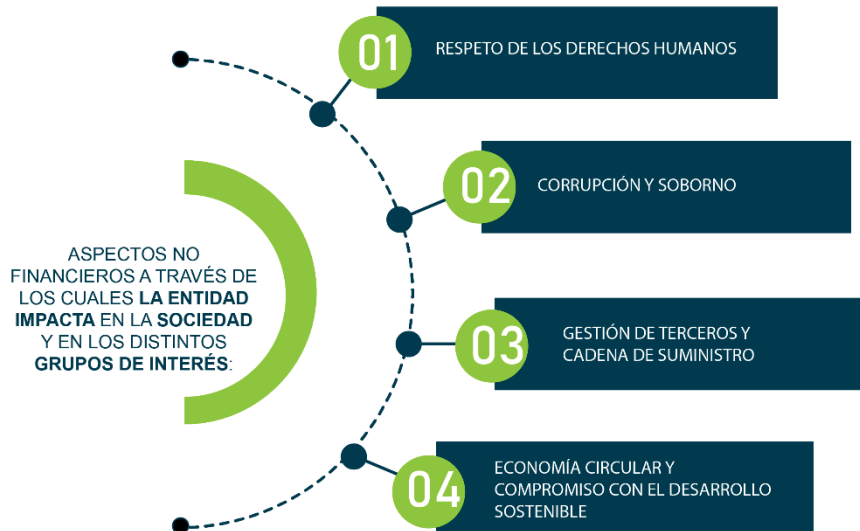 ASPECTOS NO
FINANCIEROS A TRAVÉS DE
LOS CUALES LA ENTIDAD
IMPACTA EN LA SOCIEDAD
Y EN LOS DISTINTOS
GRUPOS DE INTERÉS:
01
RESPETO DE LOS DERECHOS HUMANOS
02
CORRUPCIÓN Y SOBORNO
03
GESTIÓN DE TERCEROS Y
CADENA DE SUMINISTRO
04
ECONOMÍA CIRCULAR Y
COMPROMISO CON EL DESARROLLO
SOSTENIBLE